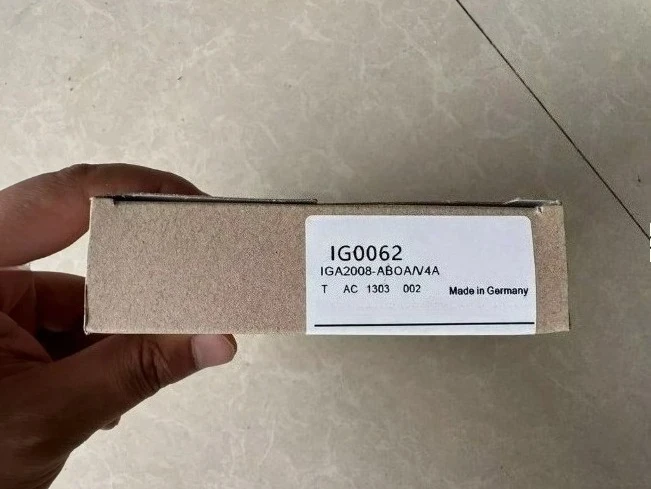 IG0062
IGA2008-ABOA/V4A
T AC 1303 002 Made in Germany